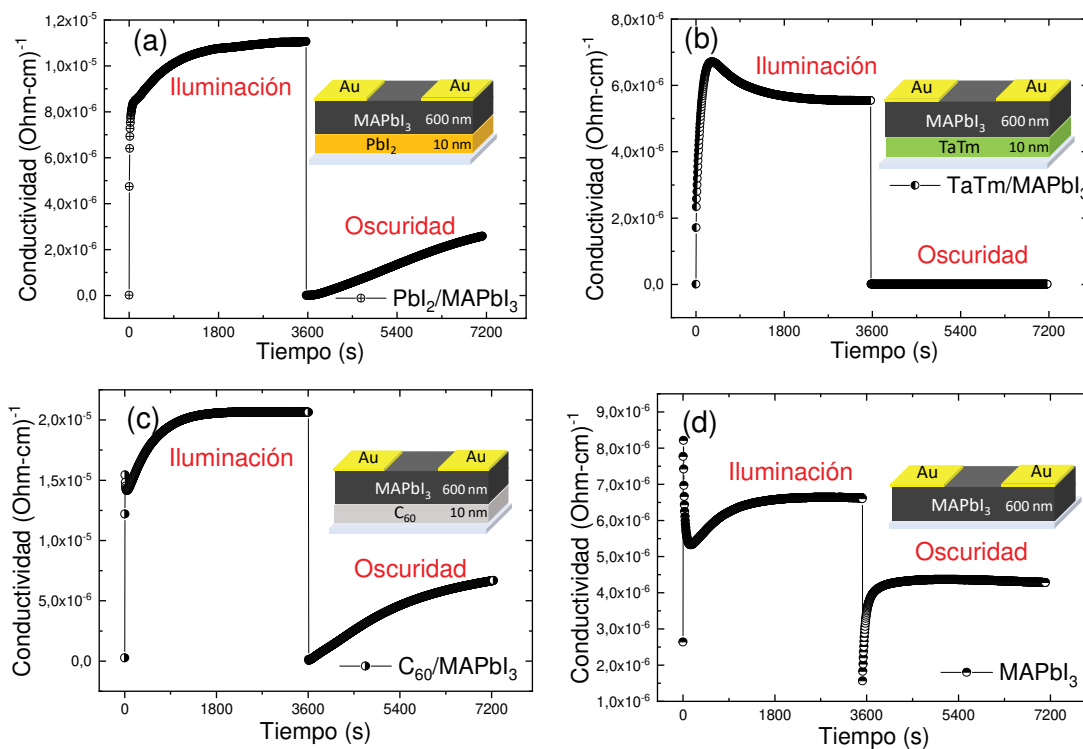 (a)
Conductividad (Ohm-cm)⁻¹
1,2x10⁻⁵
1,0x10⁻⁵
8,0x10⁻⁶
6,0x10⁻⁶
4,0x10⁻⁶
2,0x10⁻⁶
0,0
Iluminación
Au Au
MAPbI₃ 600 nm
PbI₂ 10 nm
Oscuridad
PbI₂/MAPbI₃
0 1800 3600 5400 7200
Tiempo (s)
(b)
Conductividad (Ohm-cm)⁻¹
8,0x10⁻⁶
6,0x10⁻⁶
4,0x10⁻⁶
2,0x10⁻⁶
0,0
Iluminación
Au Au
MAPbI₃ 600 nm
TaTm 10 nm
TaTm/MAPbI₃
Oscuridad
0 1800 3600 5400 7200
Tiempo (s)
(c)
Conductividad (Ohm-cm)⁻¹
2,0x10⁻⁵
1,5x10⁻⁵
1,0x10⁻⁵
5,0x10⁻⁶
0,0
Iluminación
Au Au
MAPbI₃ 600 nm
C₆₀ 10 nm
Oscuridad
C₆₀/MAPbI₃
0 1800 3600 5400 7200
Tiempo (s)
(d)
Conductividad (Ohm-cm)⁻¹
9,0x10⁻⁶
8,0x10⁻⁶
7,0x10⁻⁶
6,0x10⁻⁶
5,0x10⁻⁶
4,0x10⁻⁶
3,0x10⁻⁶
2,0x10⁻⁶
1,0x10⁻⁶
Iluminación
Au Au
MAPbI₃ 600 nm
Oscuridad
MAPbI₃
0 1800 3600 5400 7200
Tiempo (s)